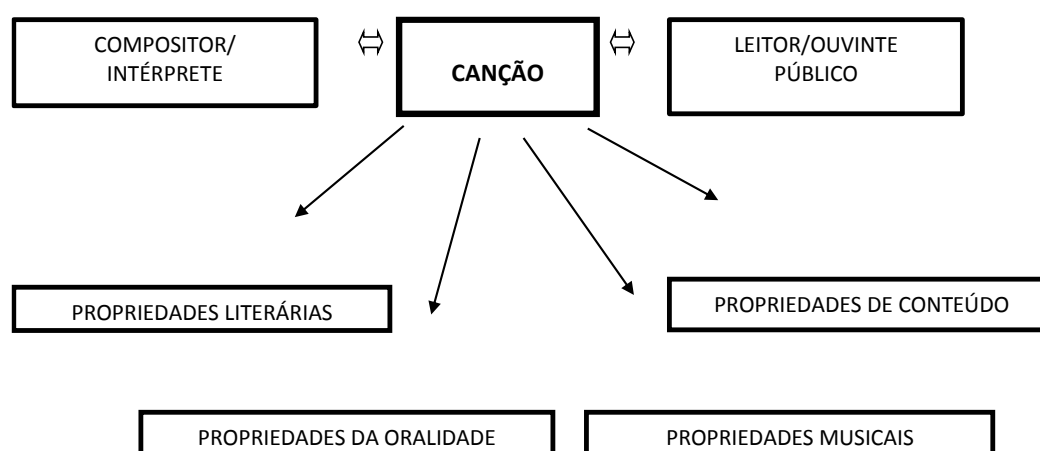 COMPOSITOR/
INTÉRPRETE
CANÇÃO
LEITOR/OUVINTE
PÚBLICO
PROPRIEDADES LITERÁRIAS
PROPRIEDADES DE CONTEÚDO
PROPRIEDADES DA ORALIDADE
PROPRIEDADES MUSICAIS